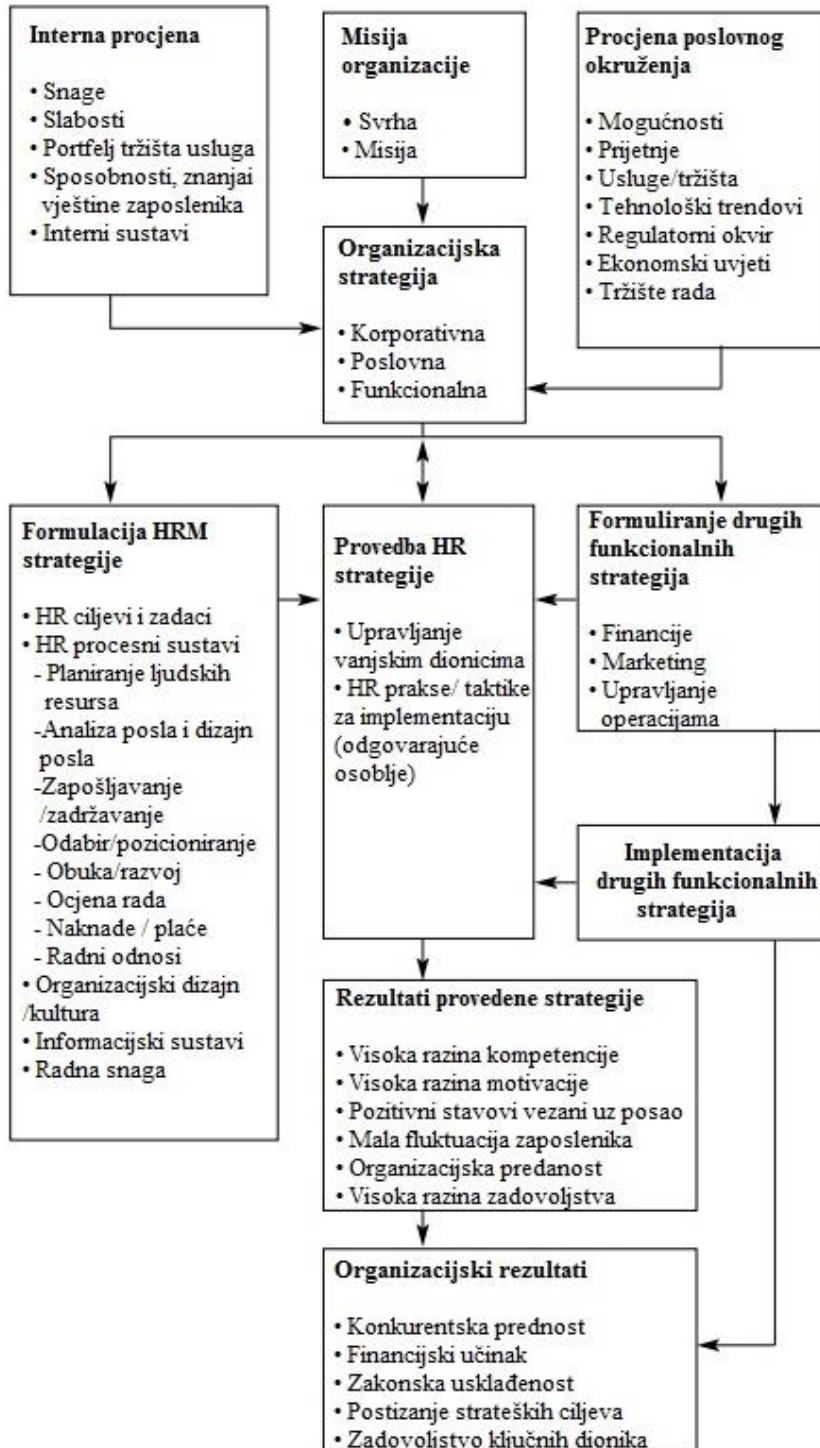 Interna procjena
• Snage
• Slabosti
• Portfelj tržišta usluga
• Sposobnosti, znanjai
vještine zaposlenika
• Interni sustavi
Misija
organizacije
• Svrha
• Misija
Procjena poslovnog
okruženja
• Mogućnosti
• Prijetnje
• Usluge/tržišta
• Tehnološki trendovi
• Regulatorni okvir
• Ekonomski uvjeti
• Tržište rada
Organizacijska
strategija
• Korporativna
• Poslovna
• Funkcionalna
Formulacija HRM
strategije
• HR ciljevi i zadaci
• HR procesni sustavi
- Planiranje ljudskih
resursa
-Analiza posla i dizajn
posla
-Zapošljavanje
/zadržavanje
-Odabir/pozicioniranje
- Obuka/razvoj
- Ocjena rada
- Naknade / plaće
- Radni odnosi
• Organizacijski dizajn
/kultura
• Informacijski sustavi
• Radna snaga
Provedba HR
strategije
• Upravljanje
vanjskim dionicima
• HR prakse/ taktike
za implementaciju
(odgovarajuće
osoblje)
Formuliranje drugih
funkcionalnih
strategija
• Financije
• Marketing
• Upravljanje
operacijama
Implementacija
drugih funkcionalnih
strategija
Rezultati provedene strategije
• Visoka razina kompetencije
• Visoka razina motivacije
• Pozitivni stavovi vezani uz posao
• Mala fluktuacija zaposlenika
• Organizacijska predanost
• Visoka razina zadovoljstva
Organizacijski rezultati
• Konkurentska prednost
• Financijski učinak
• Zakonska usklađenost
• Postizanje strateških ciljeva
• Zadovoljstvo ključnih dionika